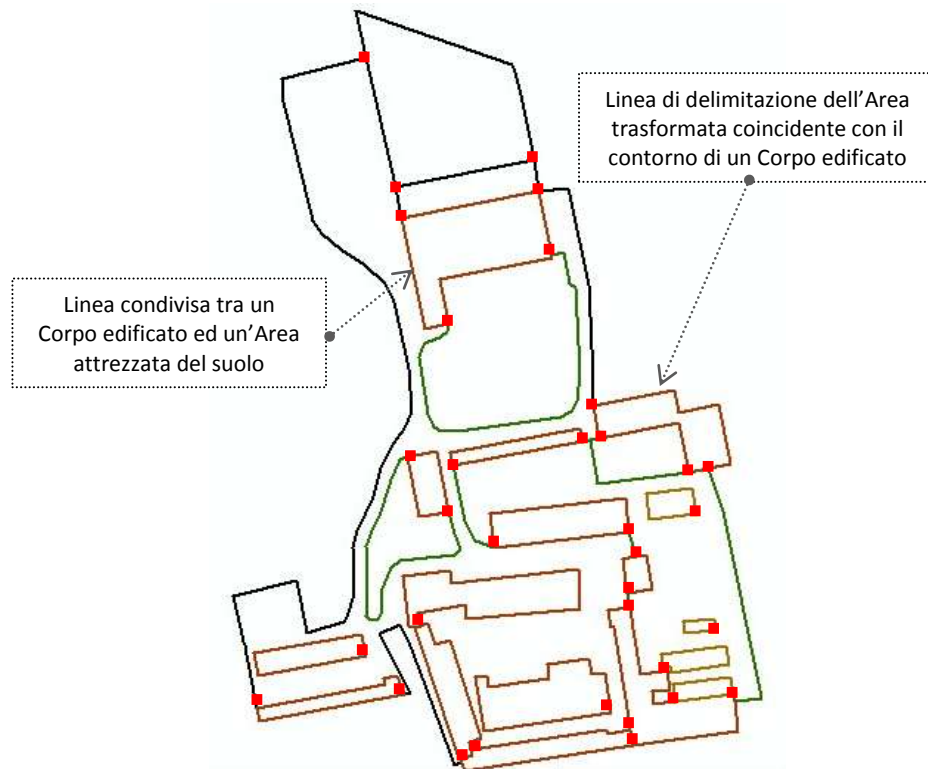 Linea di delimitazione dell’Area
trasformata coincidente con il
contorno di un Corpo edificato
Linea condivisa tra un
Corpo edificato ed un’Area
attrezzata del suolo